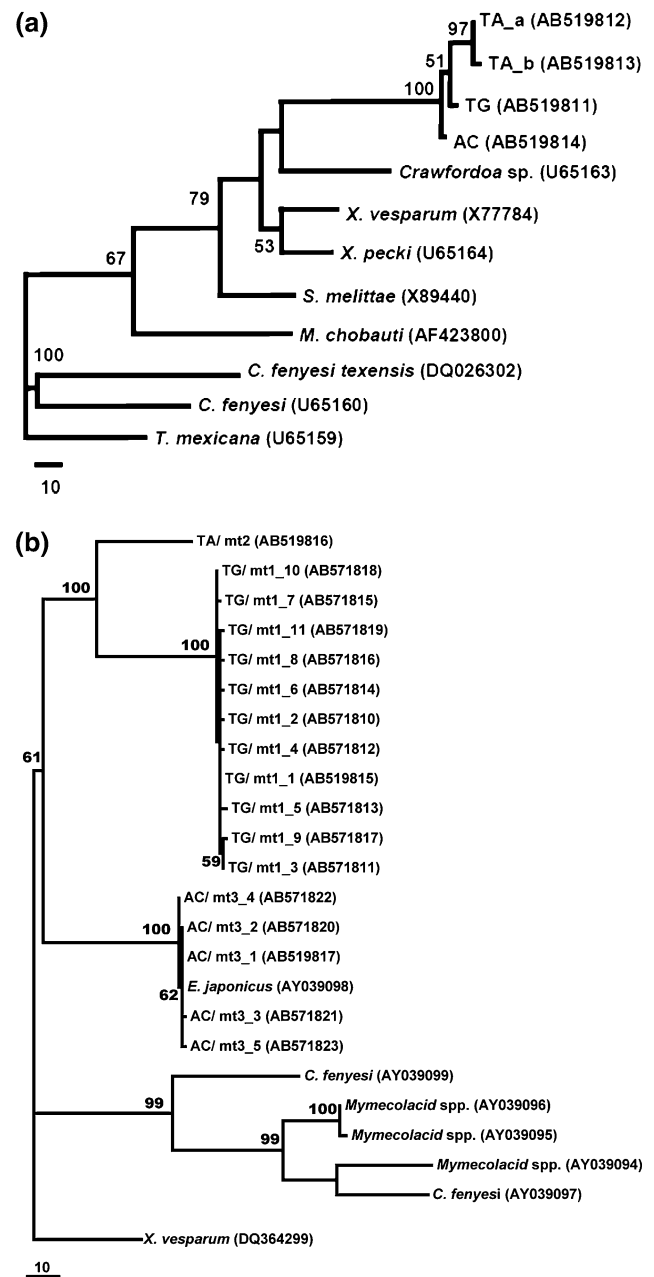 (a)
TA_a (AB519812)
97
TA_b (AB519813)
51
100
TG (AB519811)
AC (AB519814)
Crawfordoa sp. (U65163)
79
X. vesparum (X77784)
53
X. pecki (U65164)
67
S. melittae (X89440)
M. chobauti (AF423800)
100
C. fenyesi texensis (DQ026302)
C. fenyesi (U65160)
T. mexicana (U65159)
10
(b)
TA/ mt2 (AB519816)
100
TG/ mt1_10 (AB571818)
TG/ mt1_7 (AB571815)
TG/ mt1_11 (AB571819)
100
TG/ mt1_8 (AB571816)
TG/ mt1_6 (AB571814)
TG/ mt1_2 (AB571810)
TG/ mt1_4 (AB571812)
61
TG/ mt1_1 (AB519815)
TG/ mt1_5 (AB571813)
TG/ mt1_9 (AB571817)
59
TG/ mt1_3 (AB571811)
AC/ mt3_4 (AB571822)
100
AC/ mt3_2 (AB571820)
AC/ mt3_1 (AB519817)
E. japonicus (AY039098)
62
AC/ mt3_3 (AB571821)
AC/ mt3_5 (AB571823)
C. fenyesi (AY039099)
99
100
Mymecolacid spp. (AY039096)
Mymecolacid spp. (AY039095)
99
Mymecolacid spp. (AY039094)
C. fenyesi (AY039097)
X. vesparum (DQ364299)
10